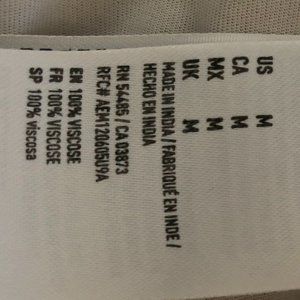 US M
CA M
MX M
UK M
MADE IN INDIA / FABRIQUÉ EN INDE /
HECHO EN INDIA
RN 54485 / CA 03873
RFC# AEM120605U9A
EN 100% VISCOSE
FR 100% VISCOSE
SP 100% viscosa